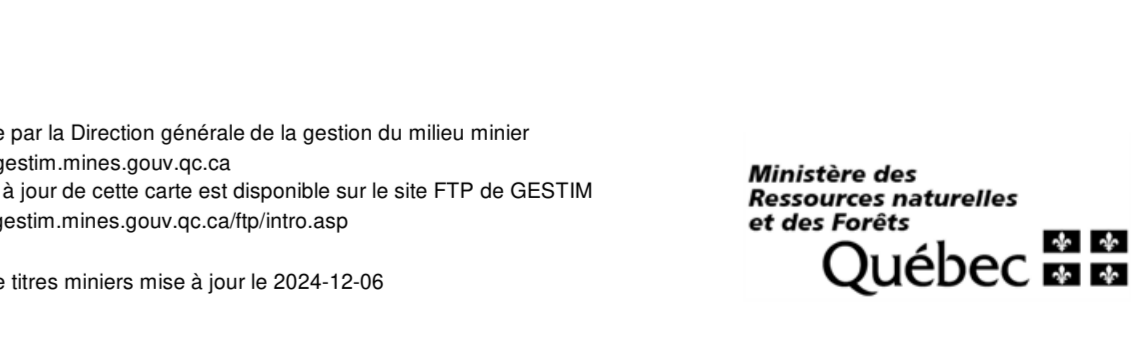 e par la Direction générale de la gestion du milieu minier
gestim.mines.gouv.qc.ca
à jour de cette carte est disponible sur le site FTP de GESTIM
gestim.mines.gouv.qc.ca/ftp/intro.asp
e titres miniers mise à jour le 2024-12-06
Ministère des
Ressources naturelles
et des Forêts
Québec